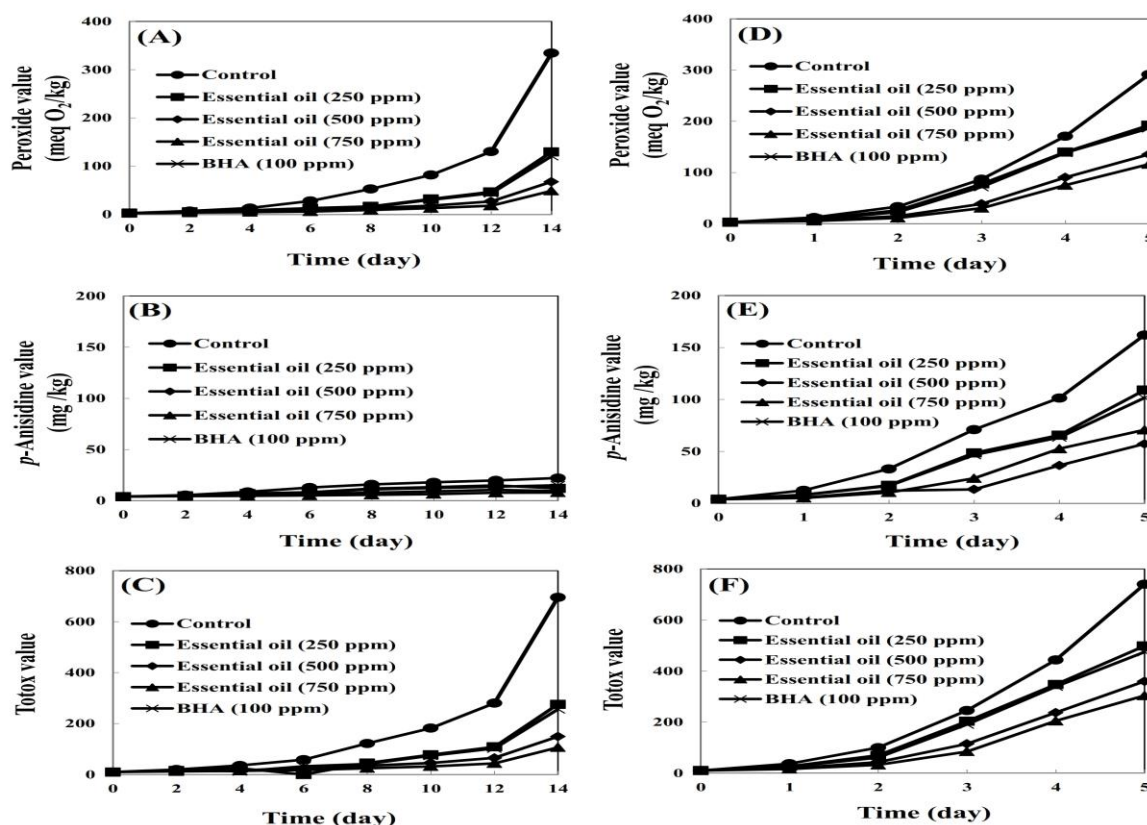 (A)
Peroxide value
(meq O₂/kg)
400
300
200
100
0
Control
Essential oil (250 ppm)
Essential oil (500 ppm)
Essential oil (750 ppm)
BHA (100 ppm)
0 2 4 6 8 10 12 14
Time (day)
(D)
Peroxide value
(meq O₂/kg)
400
300
200
100
0
Control
Essential oil (250 ppm)
Essential oil (500 ppm)
Essential oil (750 ppm)
BHA (100 ppm)
0 1 2 3 4 5
Time (day)
(B)
p-Anisidine value
(mg /kg)
200
150
100
50
0
Control
Essential oil (250 ppm)
Essential oil (500 ppm)
Essential oil (750 ppm)
BHA (100 ppm)
0 2 4 6 8 10 12 14
Time (day)
(E)
p-Anisidine value
(mg /kg)
200
150
100
50
0
Control
Essential oil (250 ppm)
Essential oil (500 ppm)
Essential oil (750 ppm)
BHA (100 ppm)
0 1 2 3 4 5
Time (day)
(C)
Totox value
800
600
400
200
0
Control
Essential oil (250 ppm)
Essential oil (500 ppm)
Essential oil (750 ppm)
BHA (100 ppm)
0 2 4 6 8 10 12 14
Time (day)
(F)
Totox value
800
600
400
200
0
Control
Essential oil (250 ppm)
Essential oil (500 ppm)
Essential oil (750 ppm)
BHA (100 ppm)
0 1 2 3 4 5
Time (day)